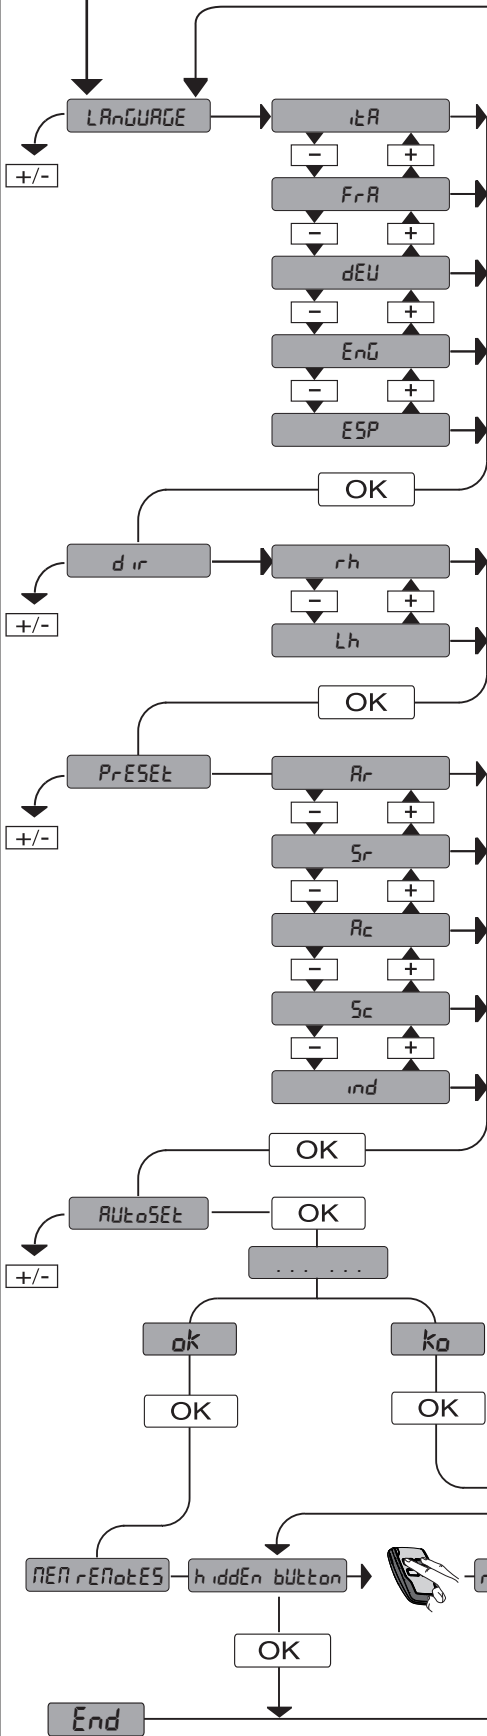 LAnGUAGE
itA
+/-
- +
FrA
- +
dEU
- +
EnG
- +
ESP
OK
dir
rh
+/-
- +
Lh
OK
PrESEt
Ar
+/-
- +
Sr
- +
Ac
- +
Sc
- +
ind
OK
AUtoSEt
OK
+/-
... ...
ok
Ko
OK
OK
MEM rEMotES
hiddEn bUtton
OK
End